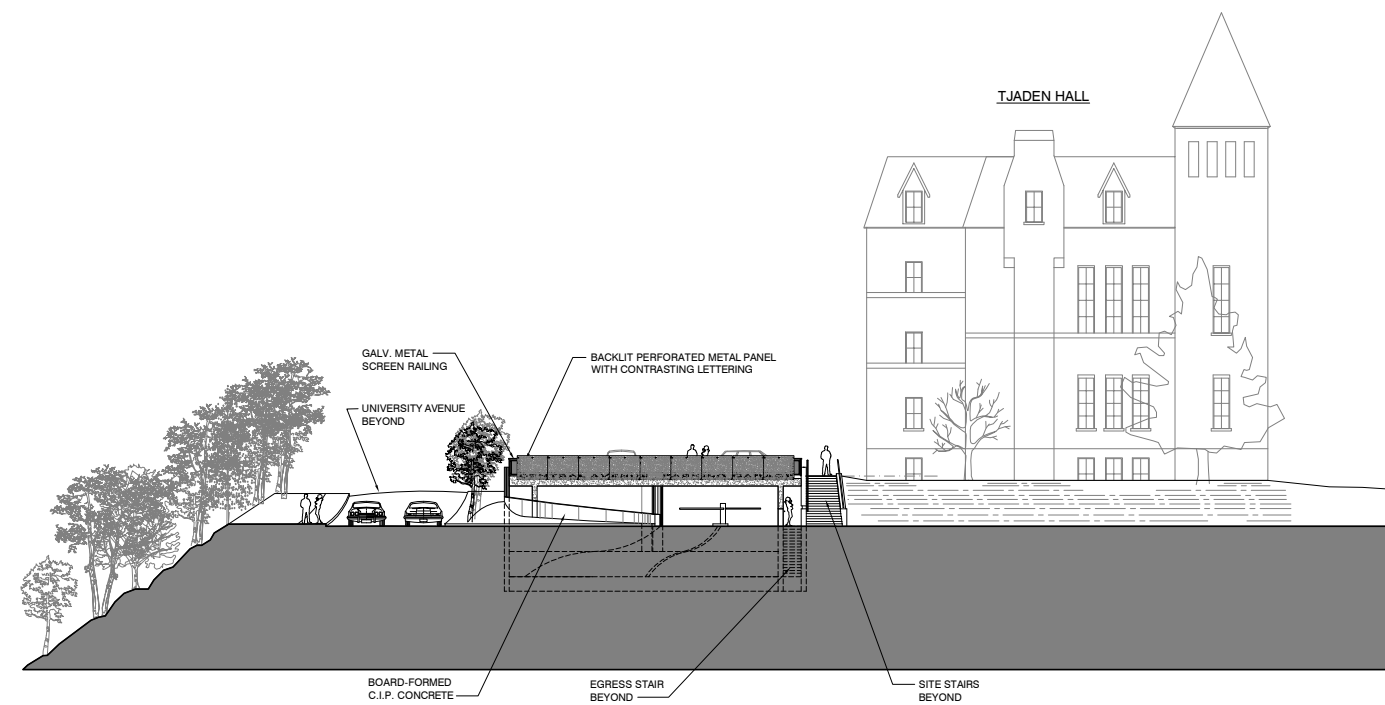 TJADEN HALL
GALV. METAL
SCREEN RAILING
BACKLIT PERFORATED METAL PANEL
WITH CONTRASTING LETTERING
UNIVERSITY AVENUE
BEYOND
BOARD-FORMED
C.I.P. CONCRETE
EGRESS STAIR
BEYOND
SITE STAIRS
BEYOND